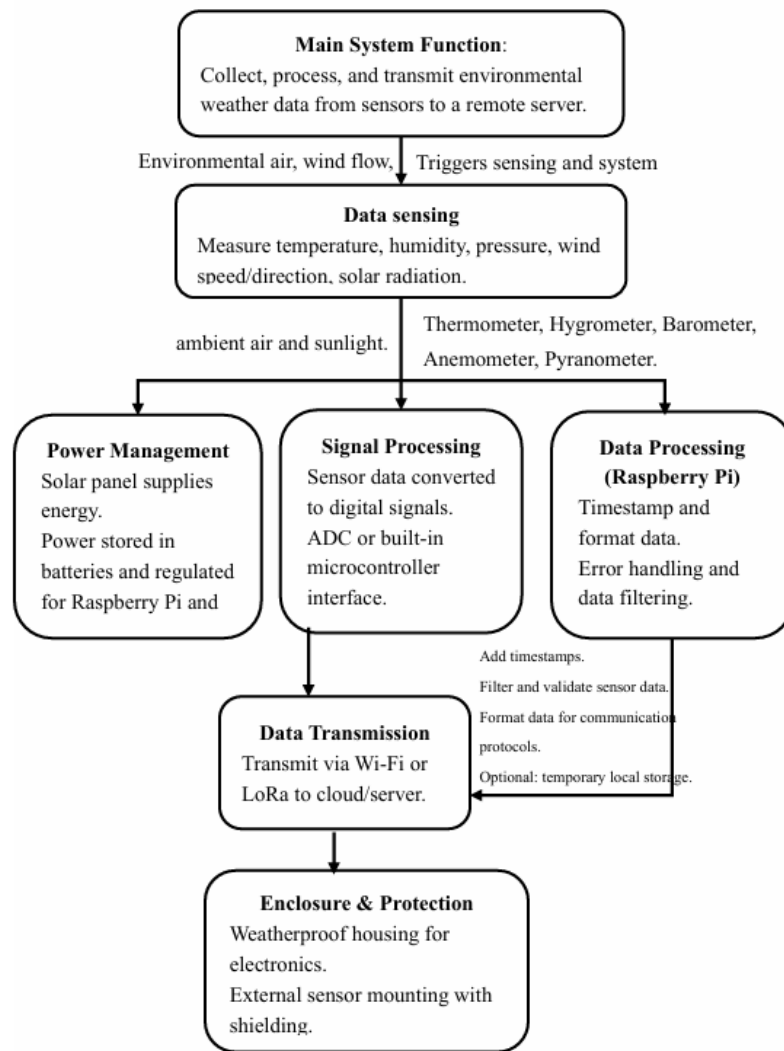 Main System Function:
Collect, process, and transmit environmental
weather data from sensors to a remote server.
Environmental air, wind flow,
Triggers sensing and system
Data sensing
Measure temperature, humidity, pressure, wind
speed/direction, solar radiation.
ambient air and sunlight.
Thermometer, Hygrometer, Barometer,
Anemometer, Pyranometer.
Power Management
Solar panel supplies
energy.
Power stored in
batteries and regulated
for Raspberry Pi and
Signal Processing
Sensor data converted
to digital signals.
ADC or built-in
microcontroller
interface.
Data Processing
(Raspberry Pi)
Timestamp and
format data.
Error handling and
data filtering.
Add timestamps.
Filter and validate sensor data.
Format data for communication
protocols.
Optional: temporary local storage.
Data Transmission
Transmit via Wi-Fi or
LoRa to cloud/server.
Enclosure & Protection
Weatherproof housing for
electronics.
External sensor mounting with
shielding.